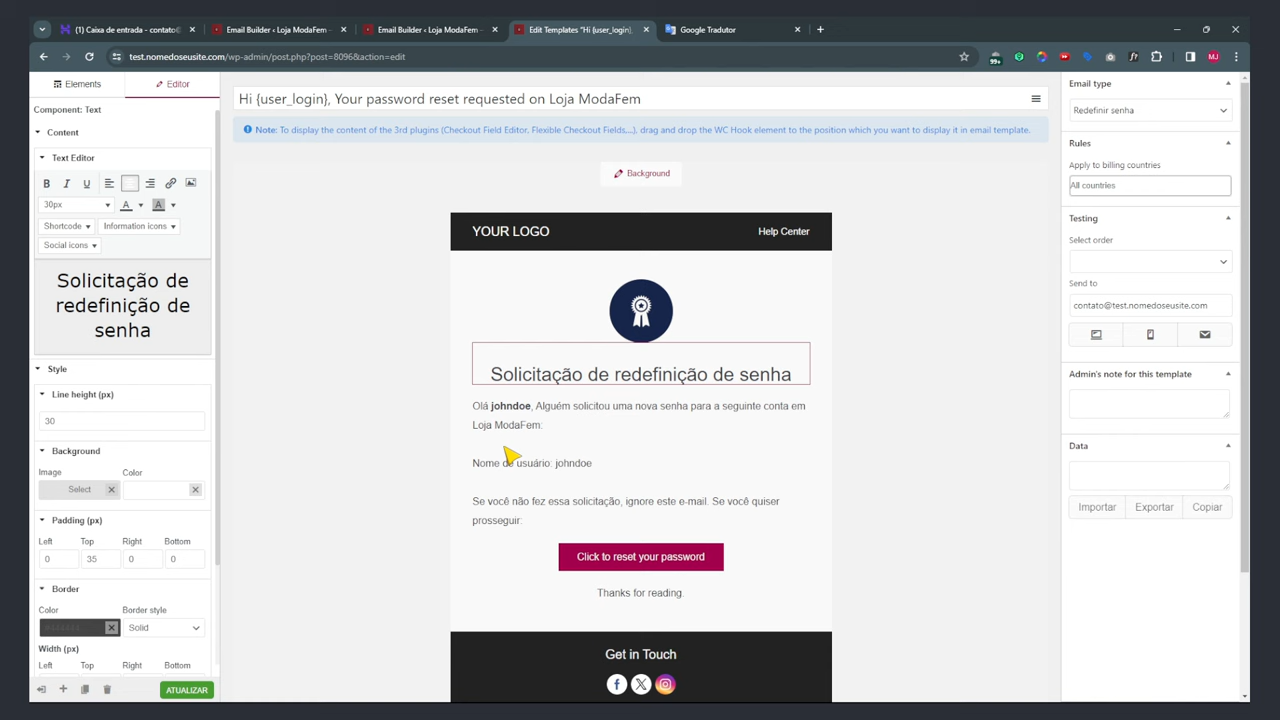 (1) Caixa de entrada - contato@
Email Builder ‹ Loja ModaFem —
Email Builder ‹ Loja ModaFem —
Edit Templates "Hi {user_login},
Google Tradutor
test.nomedoseusite.com/wp-admin/post.php?post=8096&action=edit
99+
MJ
Elements
Editor
Component: Text
Content
Text Editor
B I U
30px
A A
Shortcode
Information icons
Social icons
Solicitação de
redefinição de
senha
Style
Line height (px)
30
Background
Image Color
Select
Padding (px)
Left Top Right Bottom
0 35 0 0
Border
Color Border style
Solid
Width (px)
Left Top Right Bottom
ATUALIZAR
Hi {user_login}, Your password reset requested on Loja ModaFem
Note: To display the content of the 3rd plugins (Checkout Field Editor, Flexible Checkout Fields,...), drag and drop the WC Hook element to the position which you want to display it in email template.
Background
YOUR LOGO
Help Center
Solicitação de redefinição de senha
Olá johndoe, Alguém solicitou uma nova senha para a seguinte conta em
Loja ModaFem:
Nome de usuário: johndoe
Se você não fez essa solicitação, ignore este e-mail. Se você quiser
prosseguir:
Click to reset your password
Thanks for reading.
Get in Touch
Email type
Redefinir senha
Rules
Apply to billing countries
All countries
Testing
Select order
Send to
contato@test.nomedoseusite.com
Admin's note for this template
Data
Importar
Exportar
Copiar